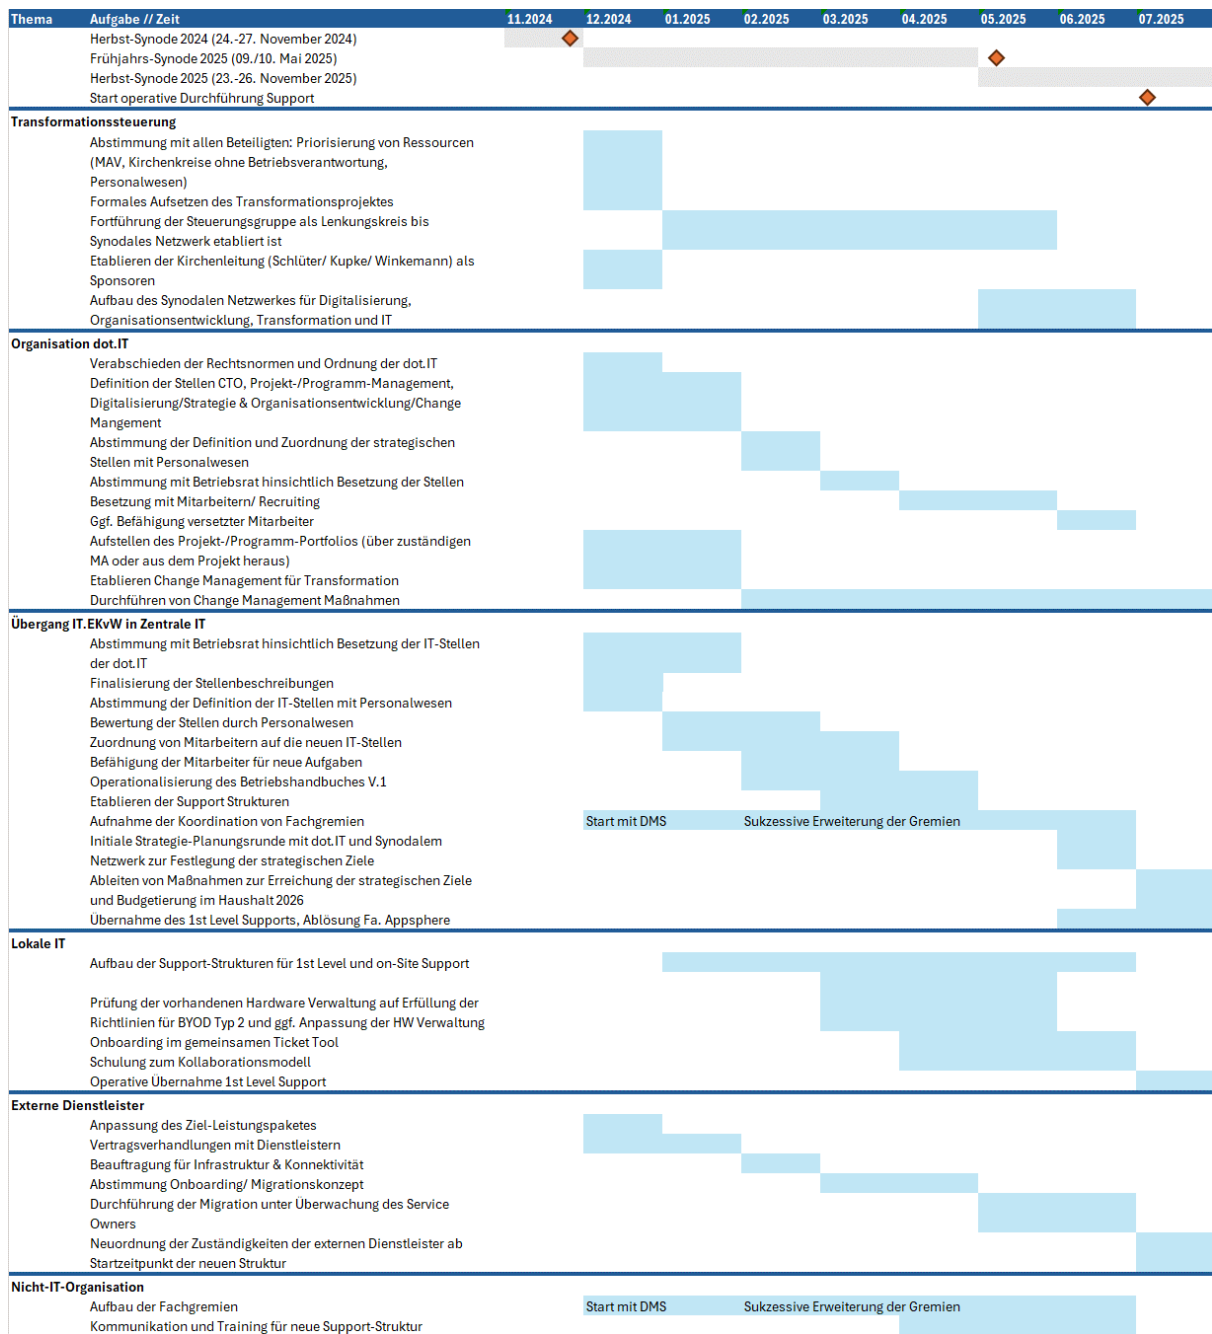 Thema Aufgabe // Zeit 11.2024 12.2024 01.2025 02.2025 03.2025 04.2025 05.2025 06.2025 07.2025
Herbst-Synode 2024 (24.-27. November 2024)
Frühjahrs-Synode 2025 (09./10. Mai 2025)
Herbst-Synode 2025 (23.-26. November 2025)
Start operative Durchführung Support
Transformationssteuerung
Abstimmung mit allen Beteiligten: Priorisierung von Ressourcen
(MAV, Kirchenkreise ohne Betriebsverantwortung,
Personalwesen)
Formales Aufsetzen des Transformationsprojektes
Fortführung der Steuerungsgruppe als Lenkungskreis bis
Synodales Netzwerk etabliert ist
Etablieren der Kirchenleitung (Schlüter/ Kupke/ Winkemann) als
Sponsoren
Aufbau des Synodalen Netzwerkes für Digitalisierung,
Organisationsentwicklung, Transformation und IT
Organisation dot.IT
Verabschieden der Rechtsnormen und Ordnung der dot.IT
Definition der Stellen CTO, Projekt-/Programm-Management,
Digitalisierung/Strategie & Organisationsentwicklung/Change
Mangement
Abstimmung der Definition und Zuordnung der strategischen
Stellen mit Personalwesen
Abstimmung mit Betriebsrat hinsichtlich Besetzung der Stellen
Besetzung mit Mitarbeitern/ Recruiting
Ggf. Befähigung versetzter Mitarbeiter
Aufstellen des Projekt-/Programm-Portfolios (über zuständigen
MA oder aus dem Projekt heraus)
Etablieren Change Management für Transformation
Durchführen von Change Management Maßnahmen
Übergang IT.EKvW in Zentrale IT
Abstimmung mit Betriebsrat hinsichtlich Besetzung der IT-Stellen
der dot.IT
Finalisierung der Stellenbeschreibungen
Abstimmung der Definition der IT-Stellen mit Personalwesen
Bewertung der Stellen durch Personalwesen
Zuordnung von Mitarbeitern auf die neuen IT-Stellen
Befähigung der Mitarbeiter für neue Aufgaben
Operationalisierung des Betriebshandbuches V.1
Etablieren der Support Strukturen
Aufnahme der Koordination von Fachgremien Start mit DMS Sukzessive Erweiterung der Gremien
Initiale Strategie-Planungsrunde mit dot.IT und Synodalem
Netzwerk zur Festlegung der strategischen Ziele
Ableiten von Maßnahmen zur Erreichung der strategischen Ziele
und Budgetierung im Haushalt 2026
Übernahme des 1st Level Supports, Ablösung Fa. Appsphere
Lokale IT
Aufbau der Support-Strukturen für 1st Level und on-Site Support
Prüfung der vorhandenen Hardware Verwaltung auf Erfüllung der
Richtlinien für BYOD Typ 2 und ggf. Anpassung der HW Verwaltung
Onboarding im gemeinsamen Ticket Tool
Schulung zum Kollaborationsmodell
Operative Übernahme 1st Level Support
Externe Dienstleister
Anpassung des Ziel-Leistungspaketes
Vertragsverhandlungen mit Dienstleistern
Beauftragung für Infrastruktur & Konnektivität
Abstimmung Onboarding/ Migrationskonzept
Durchführung der Migration unter Überwachung des Service
Owners
Neuordnung der Zuständigkeiten der externen Dienstleister ab
Startzeitpunkt der neuen Struktur
Nicht-IT-Organisation
Aufbau der Fachgremien Start mit DMS Sukzessive Erweiterung der Gremien
Kommunikation und Training für neue Support-Struktur